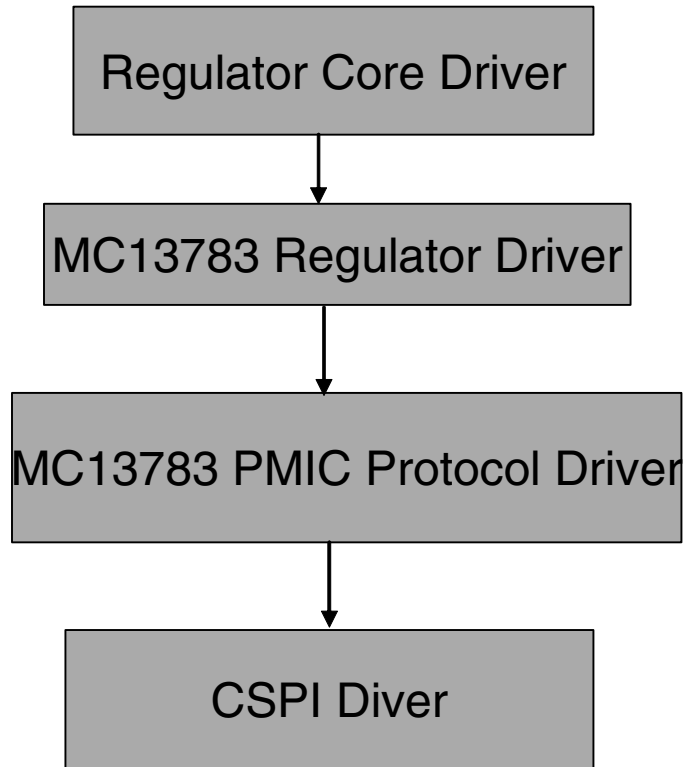 Regulator Core Driver
MC13783 Regulator Driver
MC13783 PMIC Protocol Driver
CSPI Diver